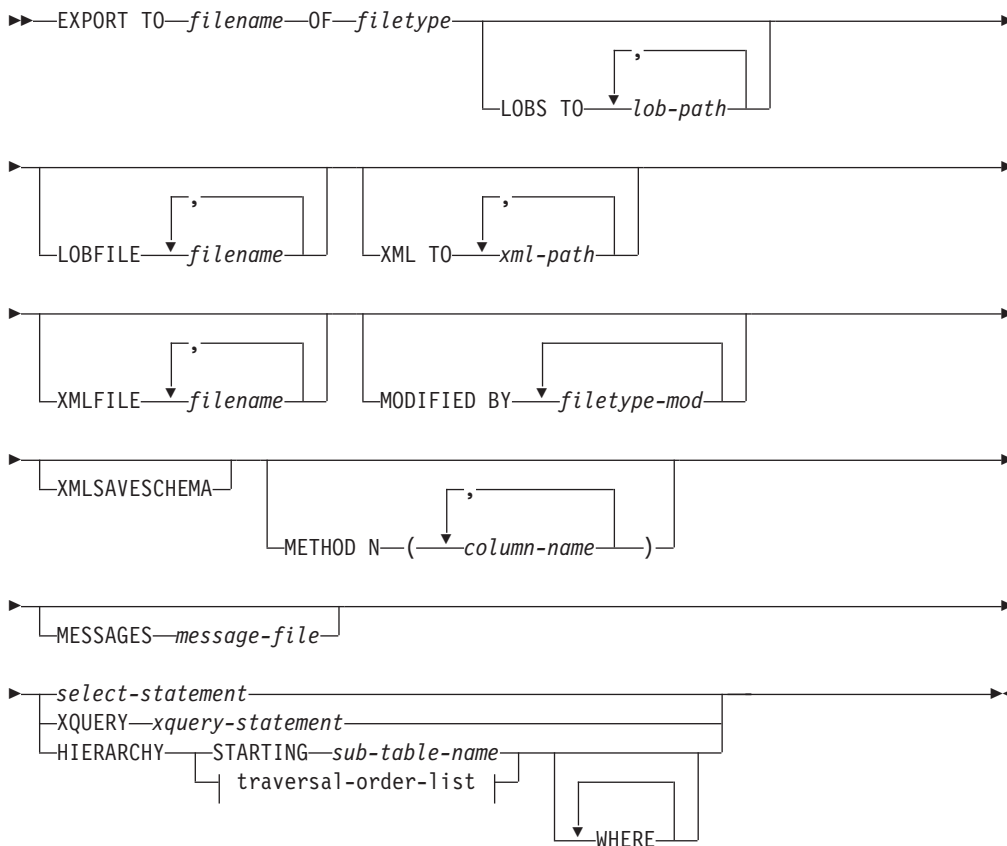 EXPORT TO filename OF filetype
,
LOBS TO lob-path
, ,
LOBFILE filename XML TO xml-path
,
XMLFILE filename MODIFIED BY filetype-mod
XMLSAVESCHEMA
,
METHOD N ( column-name )
MESSAGES message-file
select-statement
XQUERY xquery-statement
HIERARCHY STARTING sub-table-name
traversal-order-list
WHERE